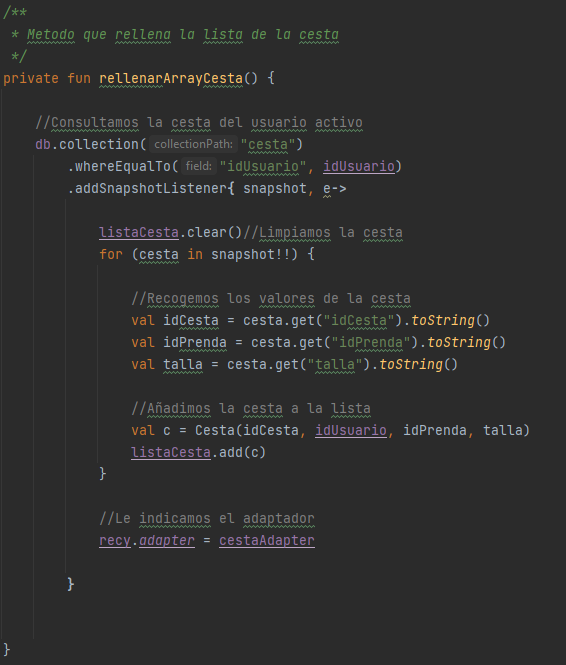 /**
 * Metodo que rellena la lista de la cesta
 */
private fun rellenarArrayCesta() {
//Consultamos la cesta del usuario activo
db.collection( collectionPath: "cesta")
.whereEqualTo( field: "idUsuario", idUsuario)
.addSnapshotListener{ snapshot, e->
listaCesta.clear()//Limpiamos la cesta
for (cesta in snapshot!!) {
//Recogemos los valores de la cesta
val idCesta = cesta.get("idCesta").toString()
val idPrenda = cesta.get("idPrenda").toString()
val talla = cesta.get("talla").toString()
//Añadimos la cesta a la lista
val c = Cesta(idCesta, idUsuario, idPrenda, talla)
listaCesta.add(c)
}
//Le indicamos el adaptador
recy.adapter = cestaAdapter
}
}